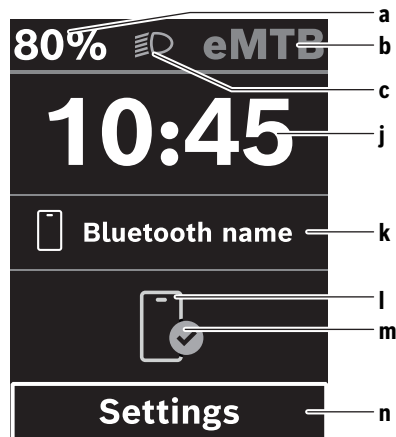 a
80% eMTB b
c
10:45 j
Bluetooth name k
l
m
Settings n